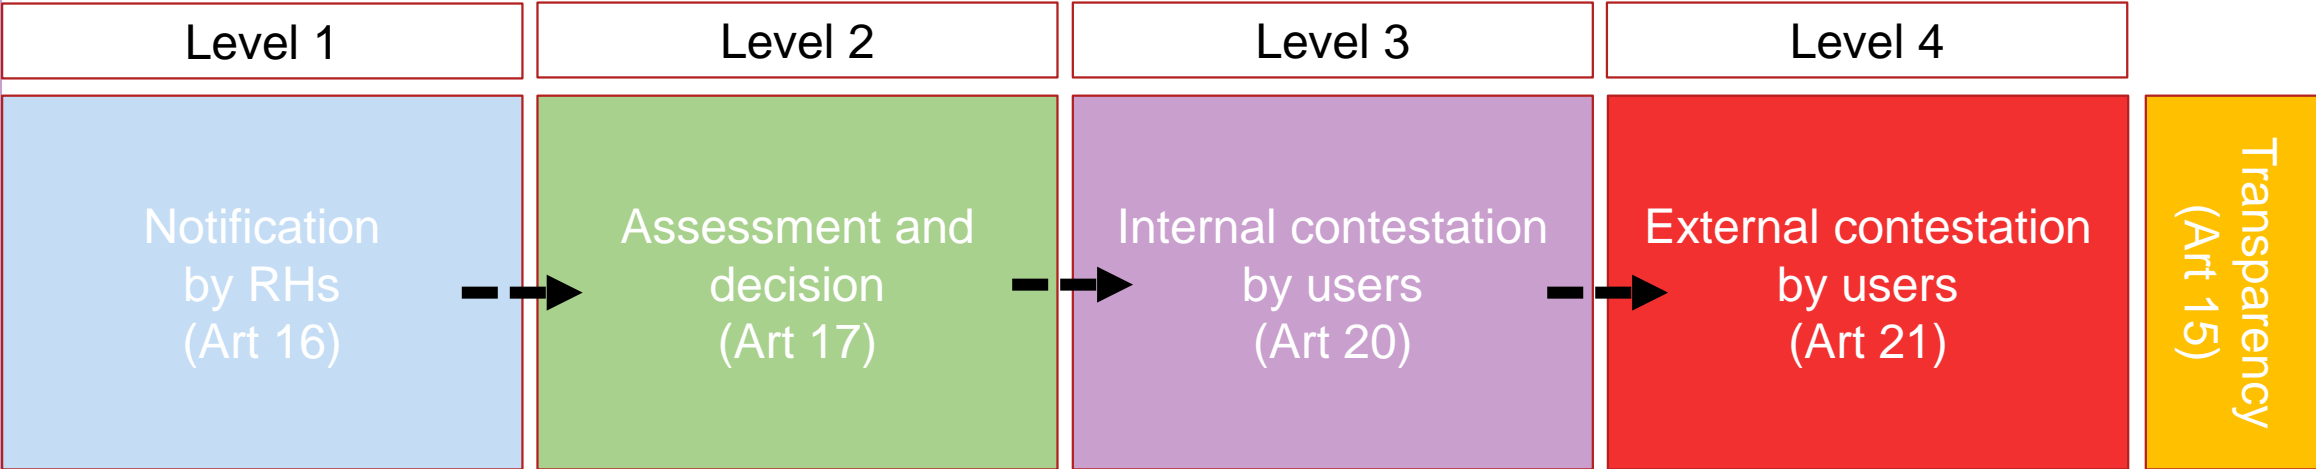 Level 1
Level 2
Level 3
Level 4
Notification
by RHs
(Art 16)
Assessment and
decision
(Art 17)
Internal contestation
by users
(Art 20)
External contestation
by users
(Art 21)
Transparency
(Art 15)